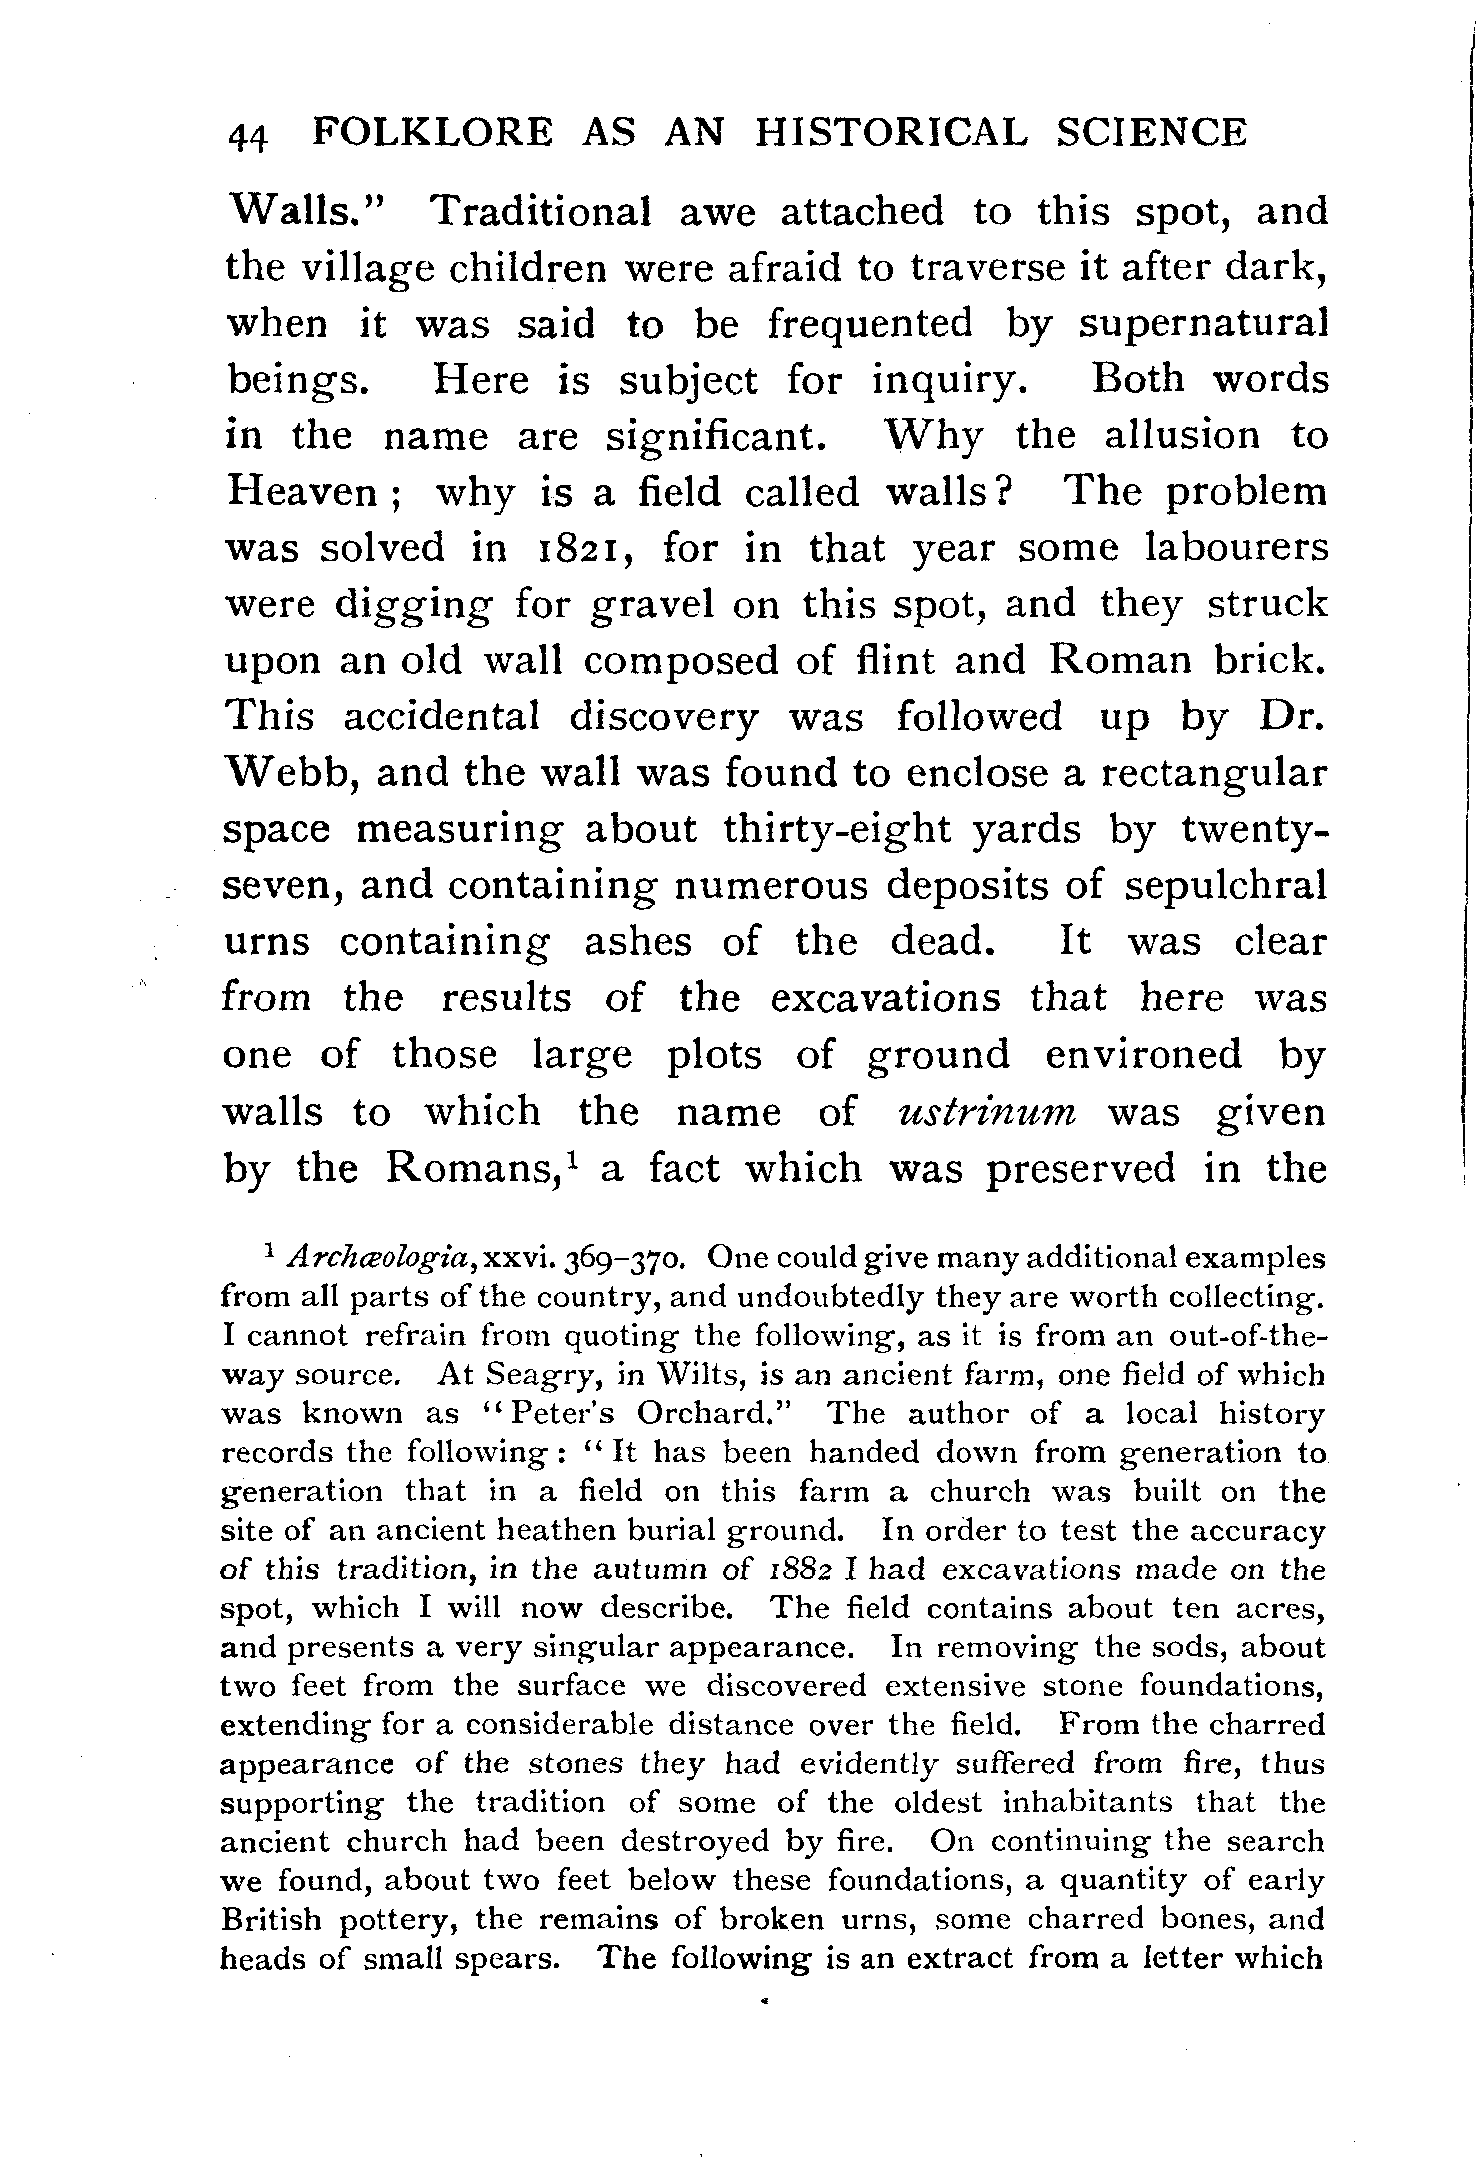 44 FOLKLORE AS AN HISTORICAL SCIENCE
Walls." Traditional awe attached to this spot, and
the village children were afraid to traverse it after dark,
when it was said to be frequented by supernatural
beings. Here is subject for inquiry. Both words
in the name are significant. Why the allusion to
Heaven ; why is a field called walls? The problem
was solved in 1821, for in that year some labourers
were digging for gravel on this spot, and they struck
upon an old wall composed of flint and Roman brick.
This accidental discovery was followed up by Dr.
Webb, and the wall was found to enclose a rectangular
space measuring about thirty-eight yards by twenty-
seven, and containing numerous deposits of sepulchral
urns containing ashes of the dead. It was clear
from the results of the excavations that here was
one of those large plots of ground environed by
walls to which the name of ustrinum was given
by the Romans,¹ a fact which was preserved in the
¹ Archæologia, xxvi. 369–370. One could give many additional examples
from all parts of the country, and undoubtedly they are worth collecting.
I cannot refrain from quoting the following, as it is from an out-of-the-
way source. At Seagry, in Wilts, is an ancient farm, one field of which
was known as "Peter's Orchard." The author of a local history
records the following: "It has been handed down from generation to
generation that in a field on this farm a church was built on the
site of an ancient heathen burial ground. In order to test the accuracy
of this tradition, in the autumn of 1882 I had excavations made on the
spot, which I will now describe. The field contains about ten acres,
and presents a very singular appearance. In removing the sods, about
two feet from the surface we discovered extensive stone foundations,
extending for a considerable distance over the field. From the charred
appearance of the stones they had evidently suffered from fire, thus
supporting the tradition of some of the oldest inhabitants that the
ancient church had been destroyed by fire. On continuing the search
we found, about two feet below these foundations, a quantity of early
British pottery, the remains of broken urns, some charred bones, and
heads of small spears. The following is an extract from a letter which